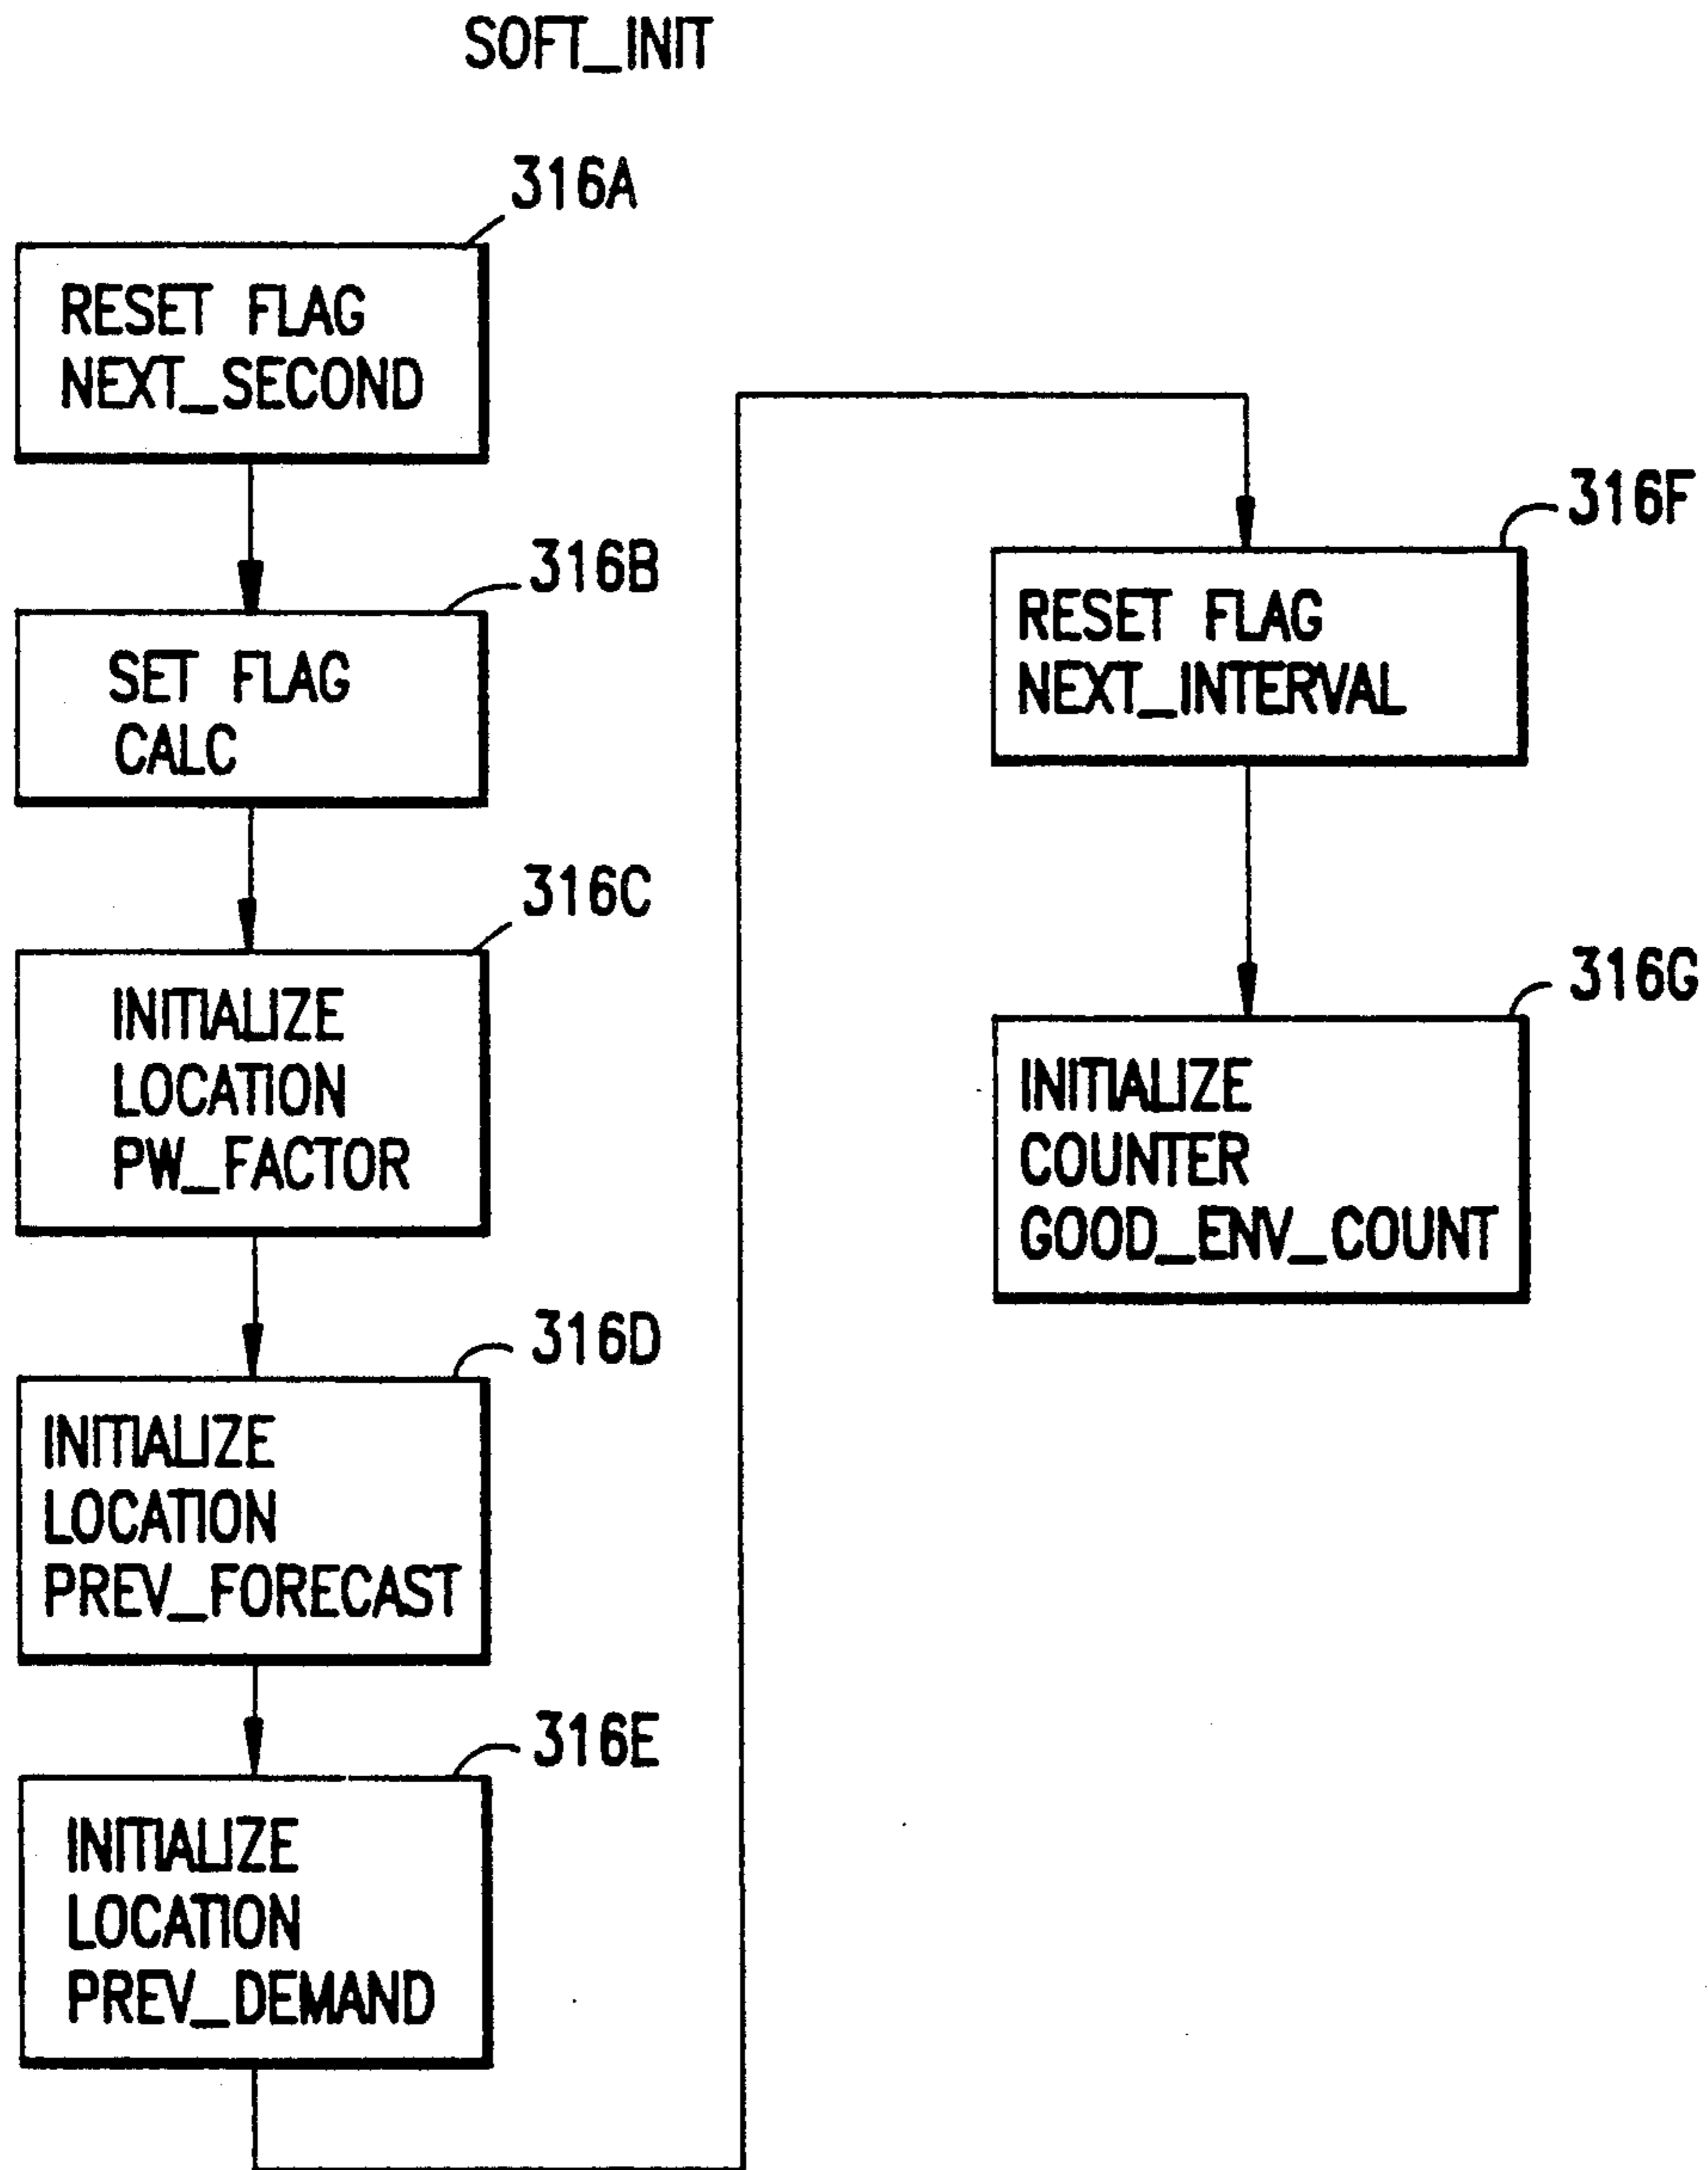 SOFT_INIT
316A
RESET FLAG
NEXT_SECOND
316B
SET FLAG
CALC
316C
INITIALIZE
LOCATION
PW_FACTOR
316D
INITIALIZE
LOCATION
PREV_FORECAST
316E
INITIALIZE
LOCATION
PREV_DEMAND
316F
RESET FLAG
NEXT_INTERVAL
316G
INITIALIZE
COUNTER
GOOD_ENV_COUNT